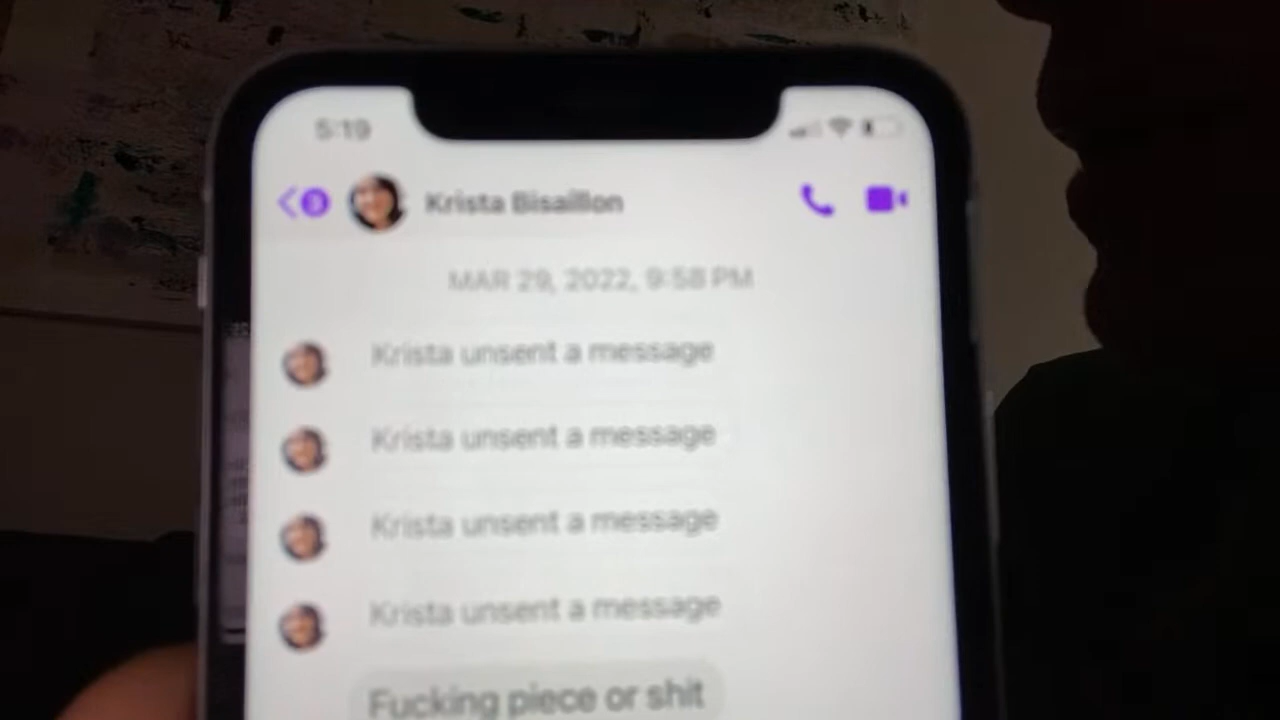 5:19
3
Krista Bisaillon
MAR 29, 2022, 9:58 PM
Krista unsent a message
Krista unsent a message
Krista unsent a message
Krista unsent a message
Fucking piece or shit